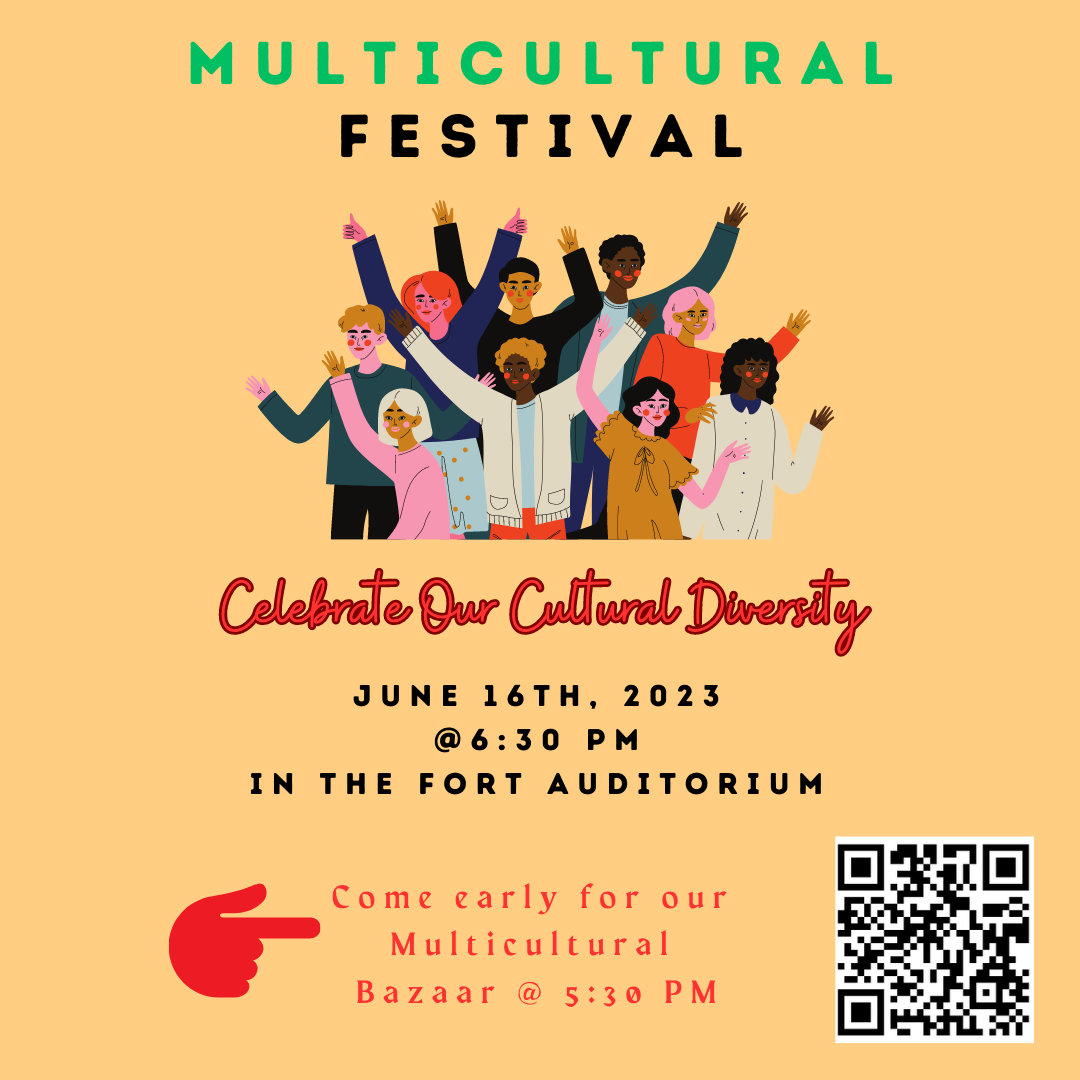 MULTICULTURAL
FESTIVAL
Celebrate Our Cultural Diversity
JUNE 16TH, 2023
@6:30 PM
IN THE FORT AUDITORIUM
Come early for our
Multicultural
Bazaar @ 5:30 PM